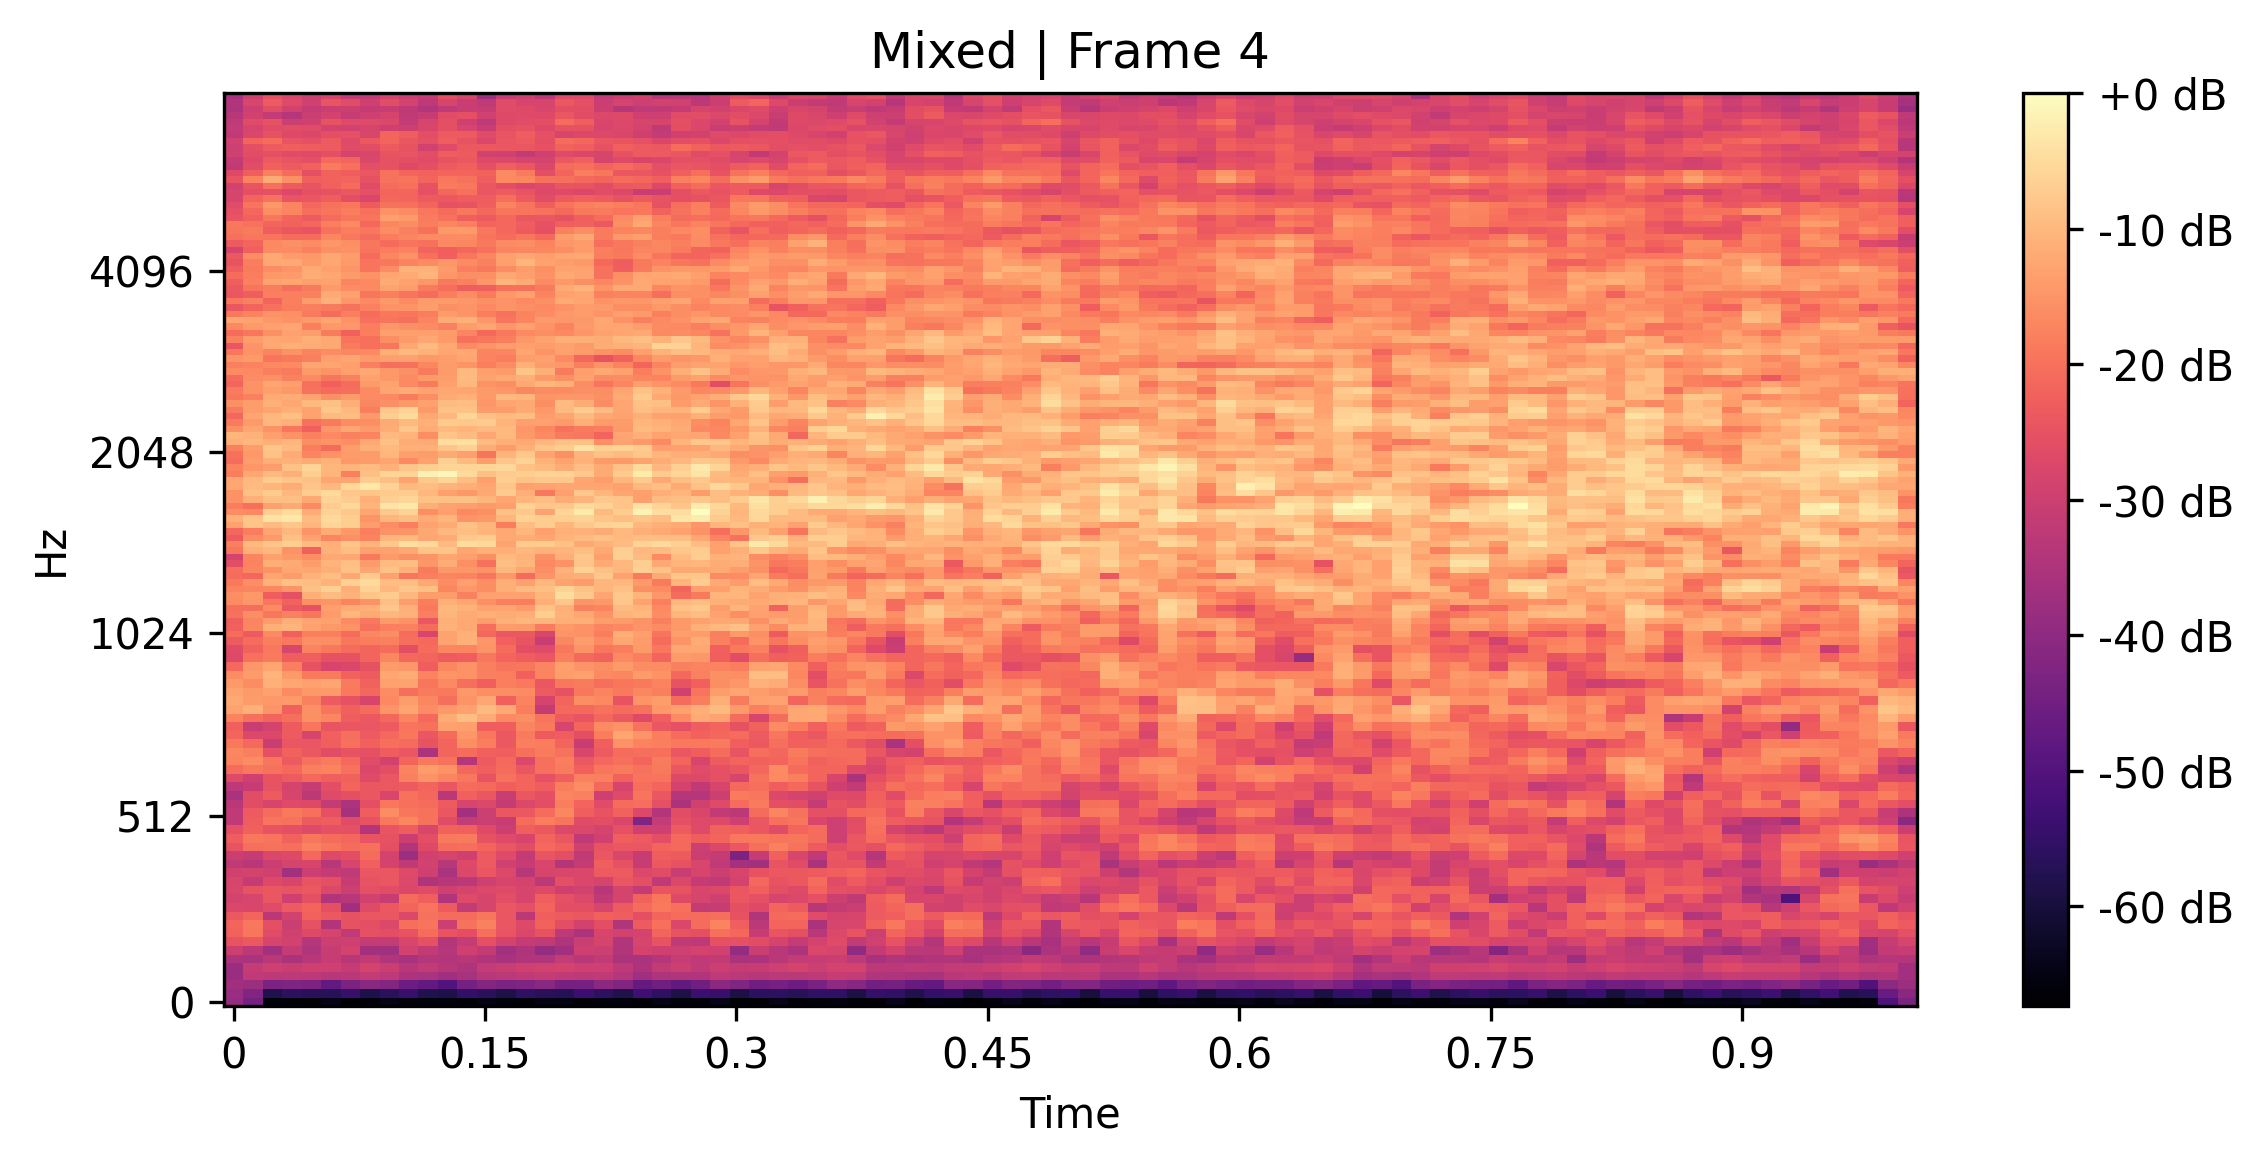 Mixed | Frame 4
+0 dB
-10 dB
-20 dB
-30 dB
-40 dB
-50 dB
-60 dB
4096
2048
1024
512
0
Hz
0 0.15 0.3 0.45 0.6 0.75 0.9
Time